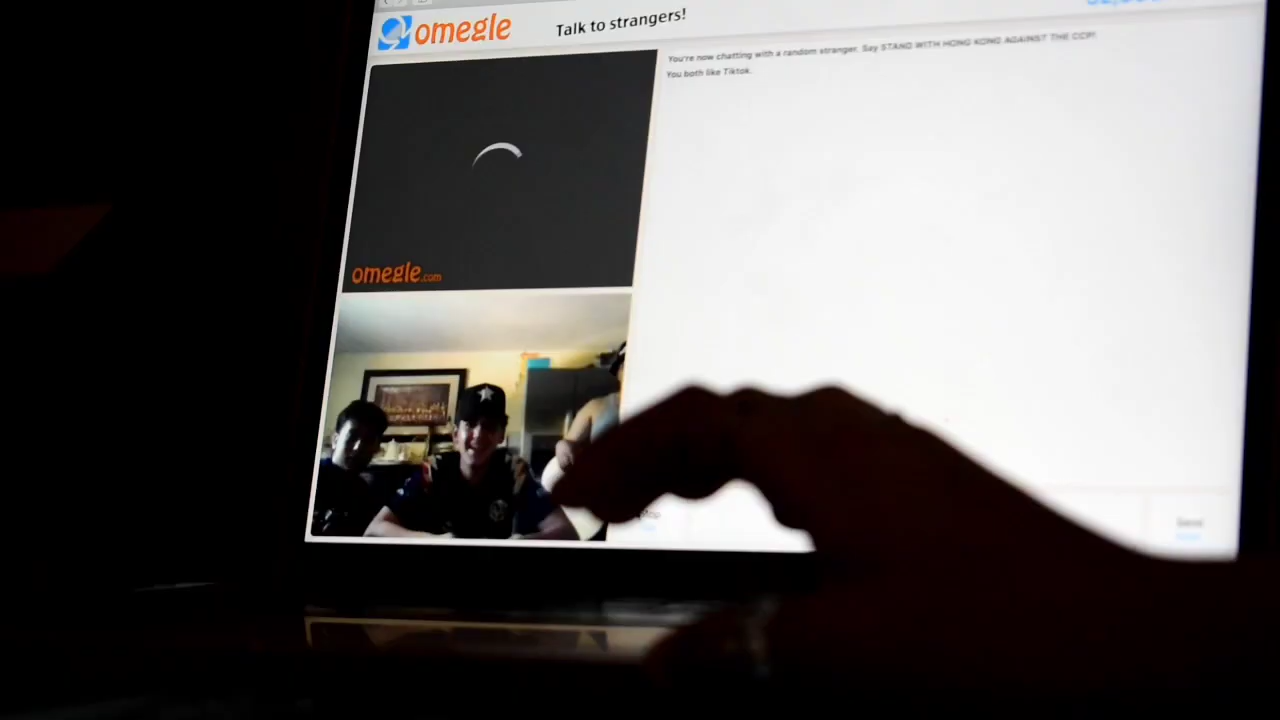 omegle
Talk to strangers!
You're now chatting with a random stranger. Say STAND WITH HONG KONG AGAINST THE CCP!
You both like Tiktok.
omegle.com
Send